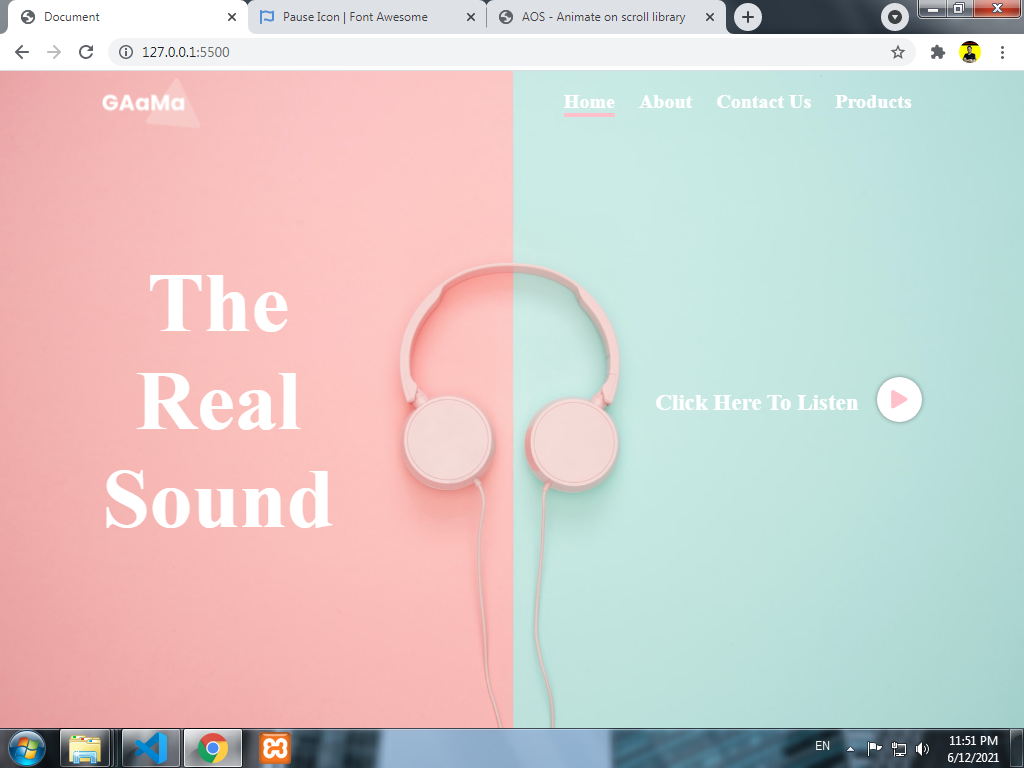 Document
Pause Icon | Font Awesome
AOS - Animate on scroll library
127.0.0.1:5500
GAaMa
Home About Contact Us Products
The
Real
Sound
Click Here To Listen
EN
11:51 PM
6/12/2021